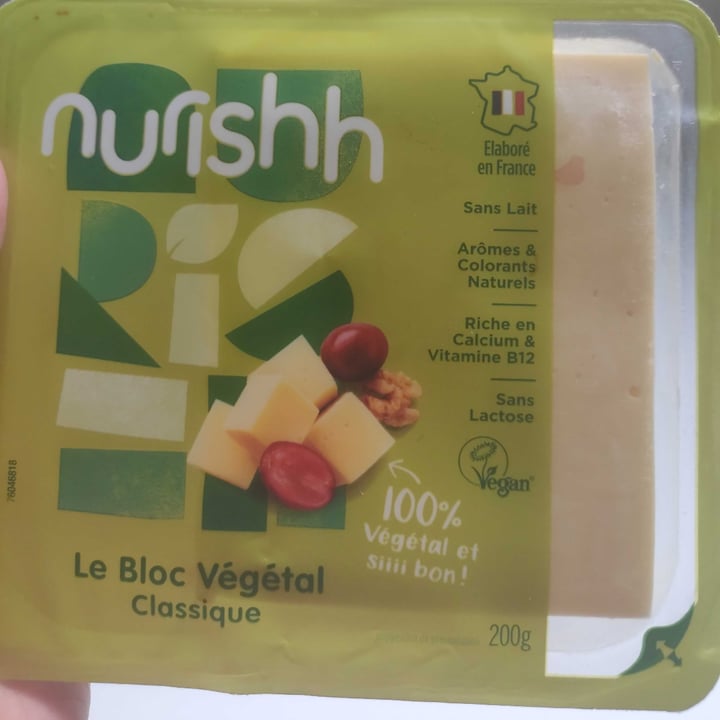 nurishh
Elaboré
en France
Sans Lait
Arômes &
Colorants
Naturels
Riche en
Calcium &
Vitamine B12
Sans
Lactose
Vegan
100%
Végétal et
siiii bon !
Le Bloc Végétal
Classique
200g
76046818